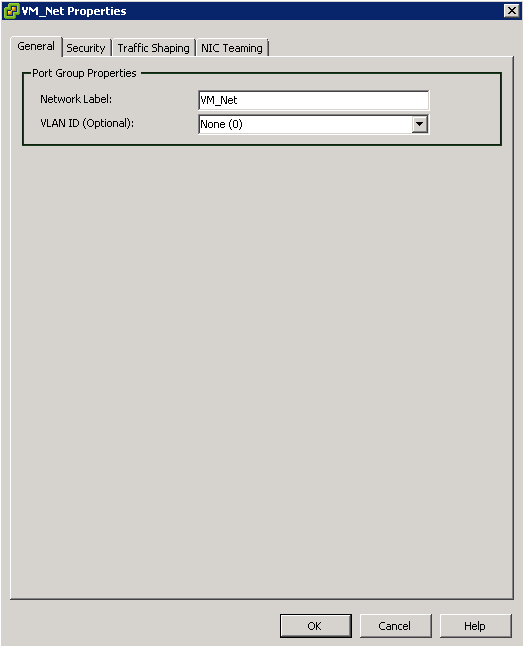 VM_Net Properties
General Security Traffic Shaping NIC Teaming
Port Group Properties
Network Label: VM_Net
VLAN ID (Optional): None (0)
OK Cancel Help